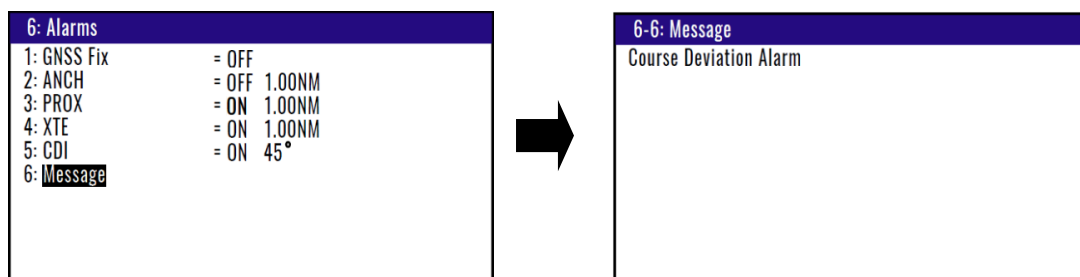 6: Alarms
1: GNSS Fix = OFF
2: ANCH = OFF 1.00NM
3: PROX = ON 1.00NM
4: XTE = ON 1.00NM
5: CDI = ON 45°
6: Message
6-6: Message
Course Deviation Alarm